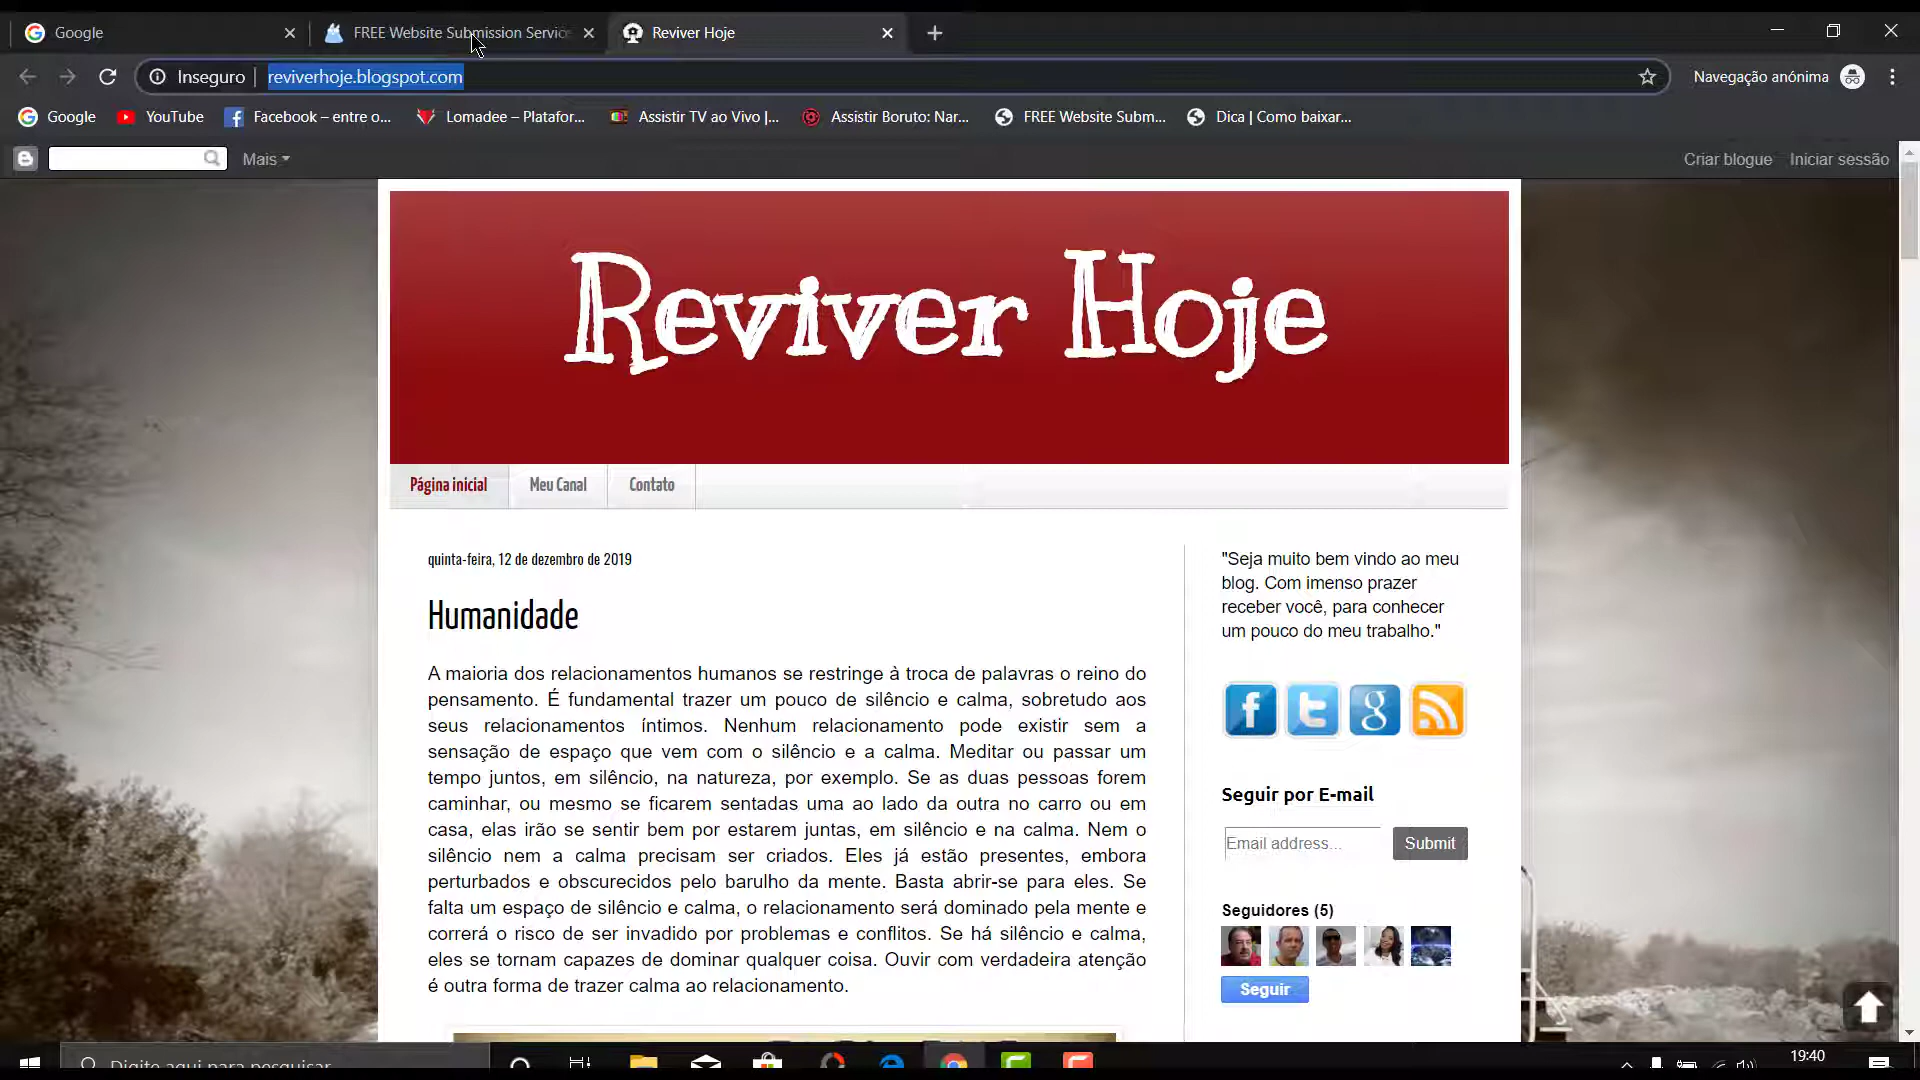 Google
FREE Website Submission Servic
Reviver Hoje
Inseguro
reviverhoje.blogspot.com
Navegação anónima
Google
YouTube
Facebook – entre o...
Lomadee – Platafor...
Assistir TV ao Vivo |...
Assistir Boruto: Nar...
FREE Website Subm...
Dica | Como baixar...
Mais
Criar blogue
Iniciar sessão
Reviver Hoje
Página inicial
Meu Canal
Contato
quinta-feira, 12 de dezembro de 2019
Humanidade
A maioria dos relacionamentos humanos se restringe à troca de palavras o reino do
pensamento. É fundamental trazer um pouco de silêncio e calma, sobretudo aos
seus relacionamentos íntimos. Nenhum relacionamento pode existir sem a
sensação de espaço que vem com o silêncio e a calma. Meditar ou passar um
tempo juntos, em silêncio, na natureza, por exemplo. Se as duas pessoas forem
caminhar, ou mesmo se ficarem sentadas uma ao lado da outra no carro ou em
casa, elas irão se sentir bem por estarem juntas, em silêncio e na calma. Nem o
silêncio nem a calma precisam ser criados. Eles já estão presentes, embora
perturbados e obscurecidos pelo barulho da mente. Basta abrir-se para eles. Se
falta um espaço de silêncio e calma, o relacionamento será dominado pela mente e
correrá o risco de ser invadido por problemas e conflitos. Se há silêncio e calma,
eles se tornam capazes de dominar qualquer coisa. Ouvir com verdadeira atenção
é outra forma de trazer calma ao relacionamento.
"Seja muito bem vindo ao meu
blog. Com imenso prazer
receber você, para conhecer
um pouco do meu trabalho."
Seguir por E-mail
Email address...
Submit
Seguidores (5)
Seguir
Digite aqui para pesquisar
19:40